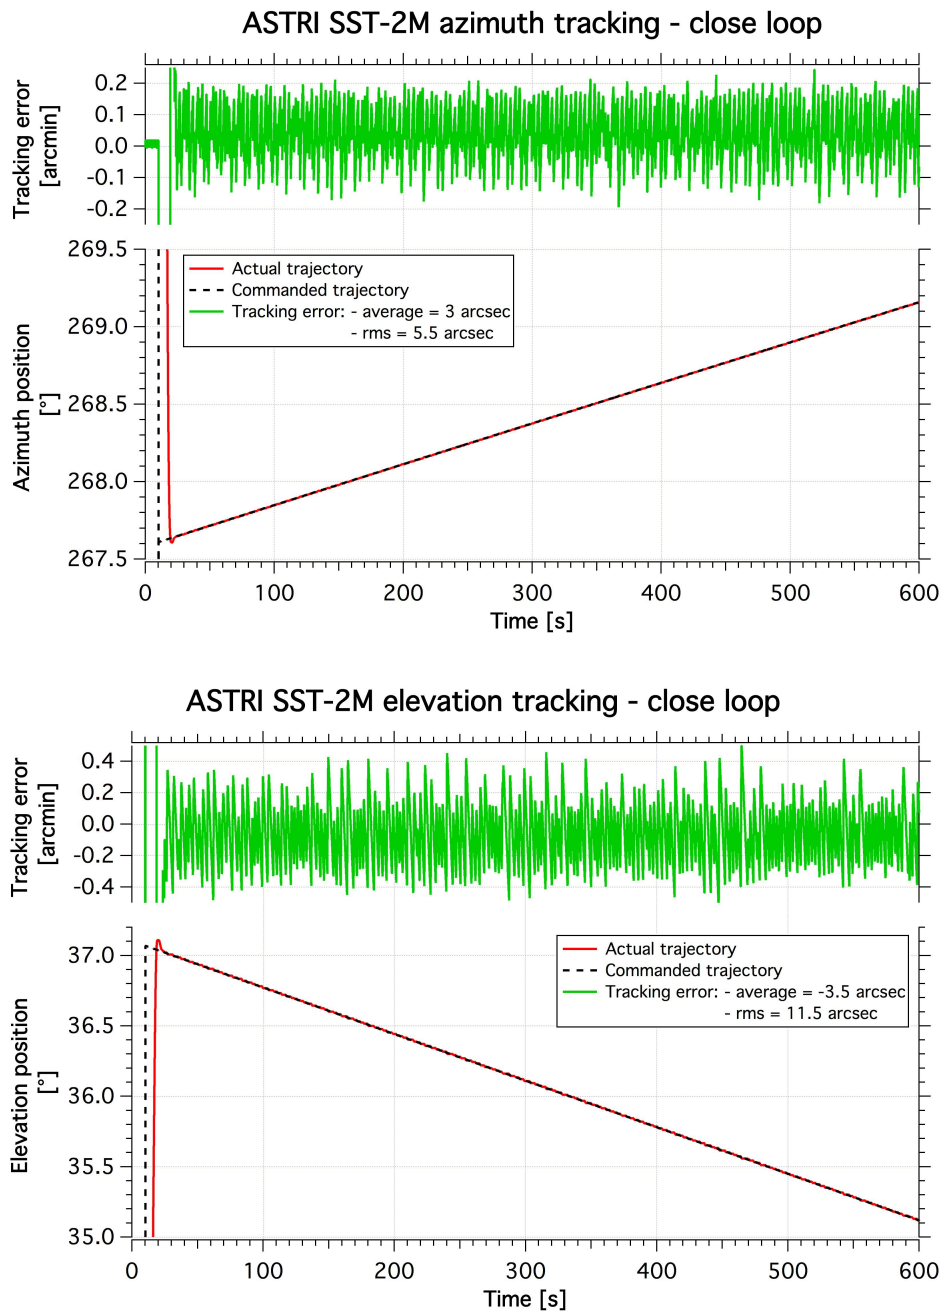 ASTRI SST-2M azimuth tracking - close loop
Tracking error
[arcmin]
0.2
0.1
0.0
-0.1
-0.2
Azimuth position
[°]
269.5
269.0
268.5
268.0
267.5
Actual trajectory
Commanded trajectory
Tracking error: - average = 3 arcsec
- rms = 5.5 arcsec
0 100 200 300 400 500 600
Time [s]
ASTRI SST-2M elevation tracking - close loop
Tracking error
[arcmin]
0.4
0.2
0.0
-0.2
-0.4
Elevation position
[°]
37.0
36.5
36.0
35.5
35.0
Actual trajectory
Commanded trajectory
Tracking error: - average = -3.5 arcsec
- rms = 11.5 arcsec
0 100 200 300 400 500 600
Time [s]